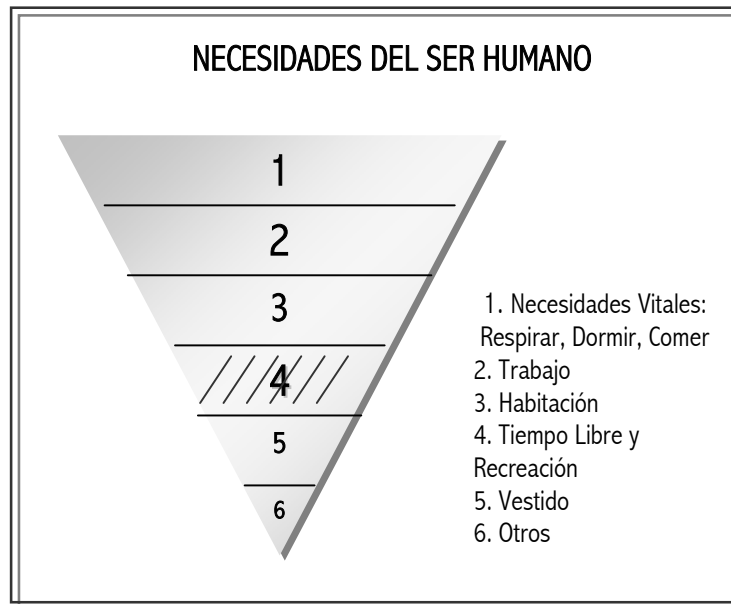 NECESIDADES DEL SER HUMANO
1
2
3
4
5
6
1. Necesidades Vitales:
Respirar, Dormir, Comer
2. Trabajo
3. Habitación
4. Tiempo Libre y
Recreación
5. Vestido
6. Otros